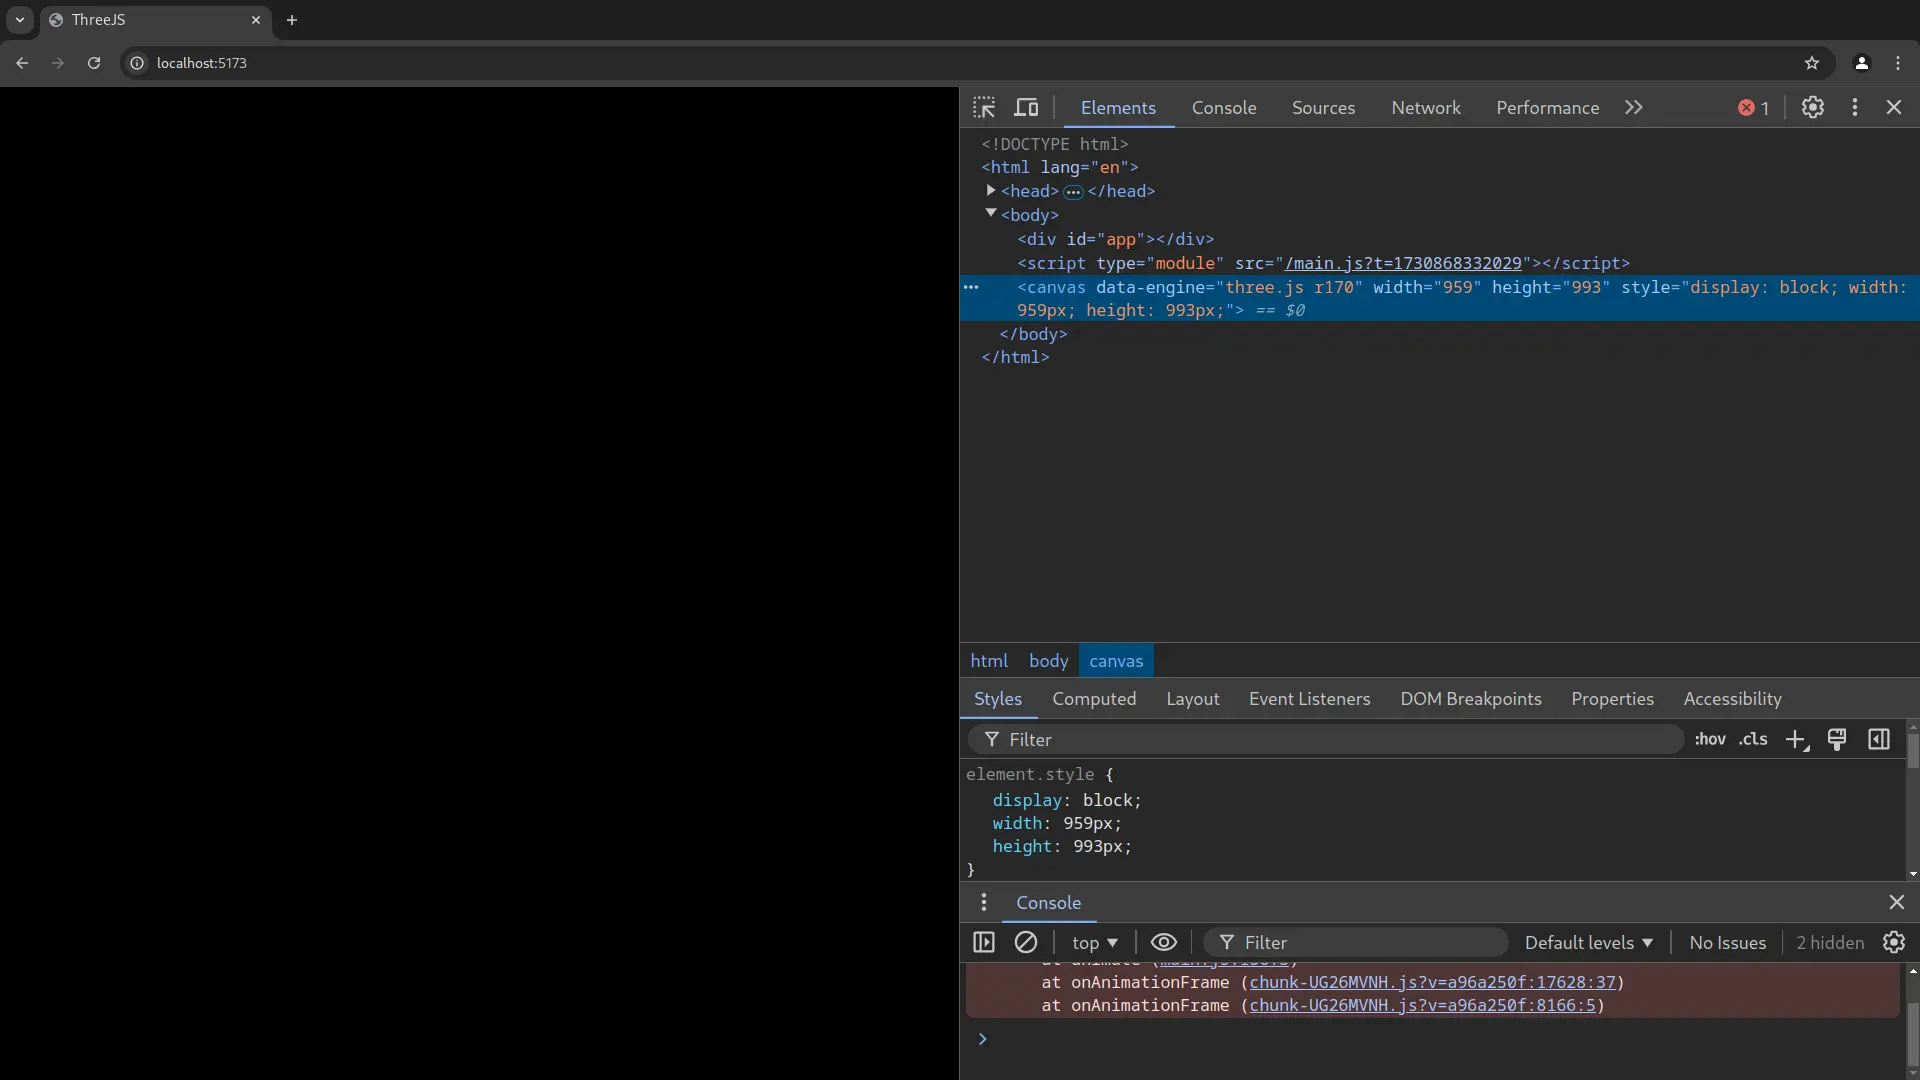 ThreeJS
localhost:5173
Elements Console Sources Network Performance 1
<!DOCTYPE html>
<html lang="en">
<head> </head>
<body>
<div id="app"></div>
<script type="module" src="/main.js?t=1730868332029"></script>
<canvas data-engine="three.js r170" width="959" height="993" style="display: block; width:
959px; height: 993px;"> == $0
</body>
</html>
html body canvas
Styles Computed Layout Event Listeners DOM Breakpoints Properties Accessibility
Filter :hov .cls
element.style {
display: block;
width: 959px;
height: 993px;
}
Console
top Filter Default levels No Issues 2 hidden
at animate
at onAnimationFrame (chunk-UG26MVNH.js?v=a96a250f:17628:37)
at onAnimationFrame (chunk-UG26MVNH.js?v=a96a250f:8166:5)